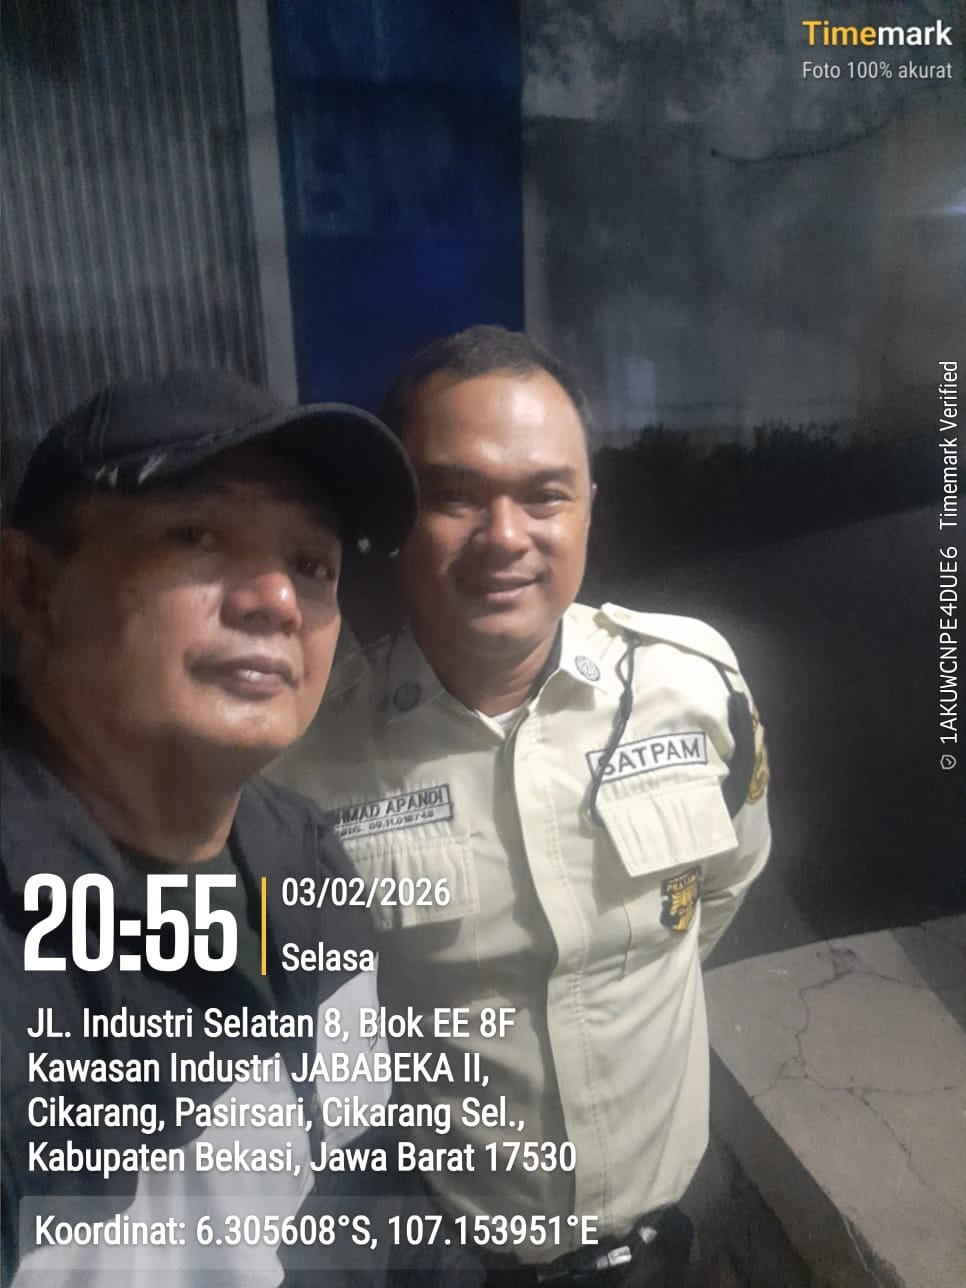 Timemark
Foto 100% akurat
1AKUWCNPE4DUE6 Timemark Verified
SATPAM
HMAD APANDI
20:55
03/02/2026
Selasa
JL. Industri Selatan 8, Blok EE 8F
Kawasan Industri JABABEKA II,
Cikarang, Pasirsari, Cikarang Sel.,
Kabupaten Bekasi, Jawa Barat 17530
Koordinat: 6.305608°S, 107.153951°E